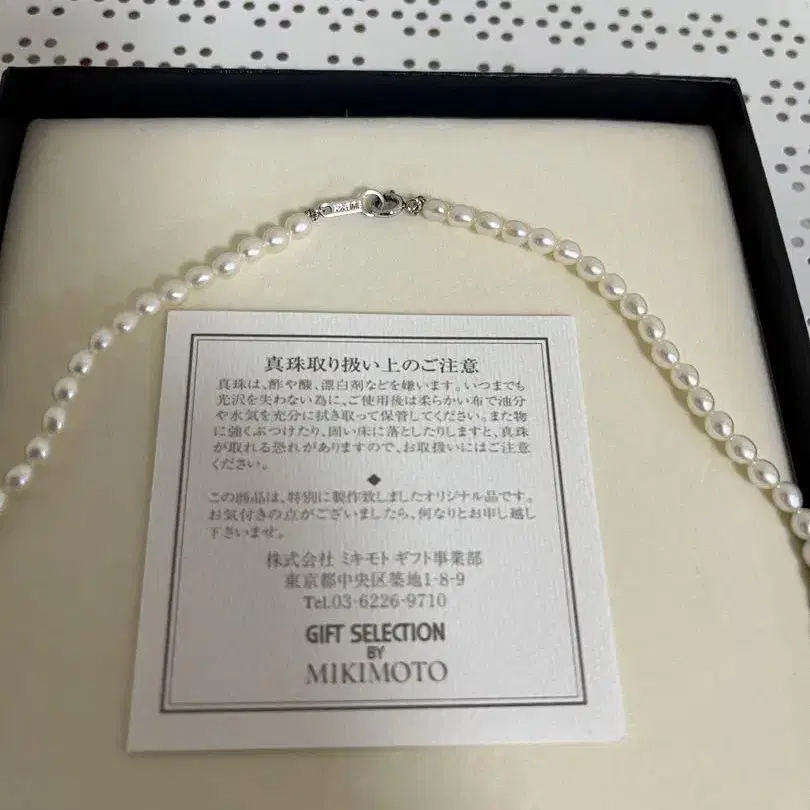 真珠取り扱い上のご注意
真珠は、酢や酸、漂白剤などを嫌います。いつまでも
光沢を失わない為に、ご使用後は柔らかい布で油分
や水気を充分に拭き取って保管してください。また物
に強くぶつけたり、固い床に落としたりしますと、真珠
が取れる恐れがありますので、お取扱いにはご注意
ください。
◆
この商品は、特別に製作致しましたオリジナル品です。
お気付きの点がございましたら、何なりとお申し越し
下さいませ。
株式会社 ミキモト ギフト事業部
東京都中央区築地1-8-9
Tel.03-6226-9710
GIFT SELECTION
BY
MIKIMOTO